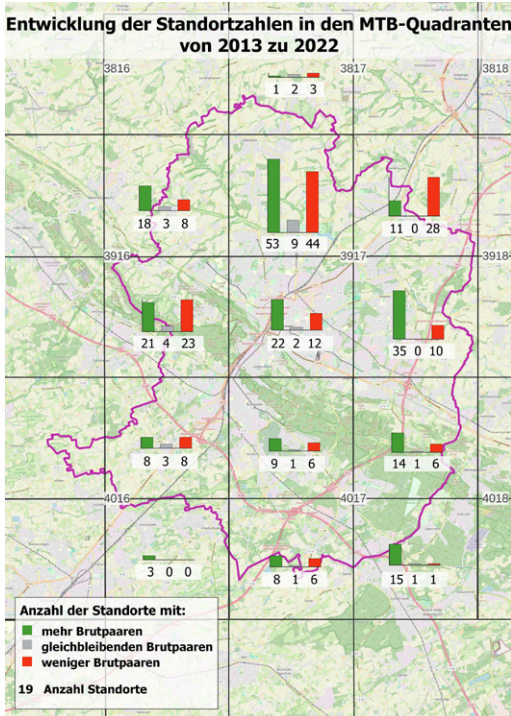 Entwicklung der Standortzahlen in den MTB-Quadranten
von 2013 zu 2022
3816 3817 3818
1 2 3
18 3 8
53 9 44
11 0 28
3916 3917 3918
21 4 23
22 2 12
35 0 10
8 3 8
9 1 6
14 1 6
4016 4017 4018
3 0 0
8 1 6
15 1 1
Anzahl der Standorte mit:
mehr Brutpaaren
gleichbleibenden Brutpaaren
weniger Brutpaaren
19 Anzahl Standorte